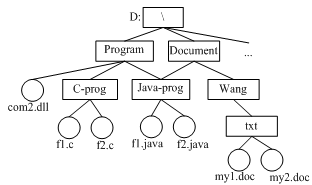 D: \
Program Document ...
com2.dll C-prog Java-prog Wang
f1.c f2.c f1.java f2.java txt
my1.doc my2.doc